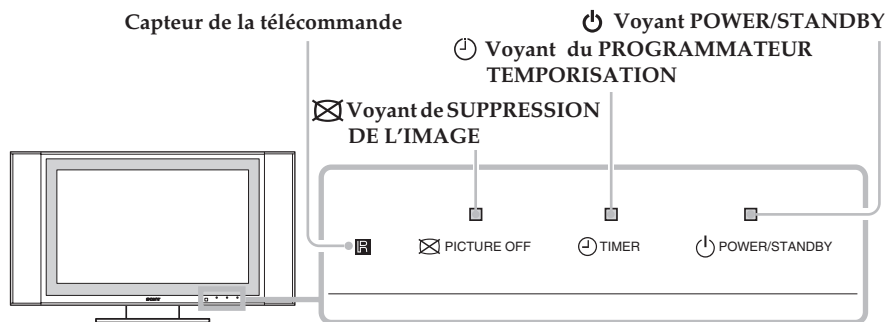 Capteur de la télécommande
Voyant POWER/STANDBY
Voyant du PROGRAMMATEUR
TEMPORISATION
Voyant de SUPPRESSION
DE L'IMAGE
PICTURE OFF
TIMER
POWER/STANDBY
SONY